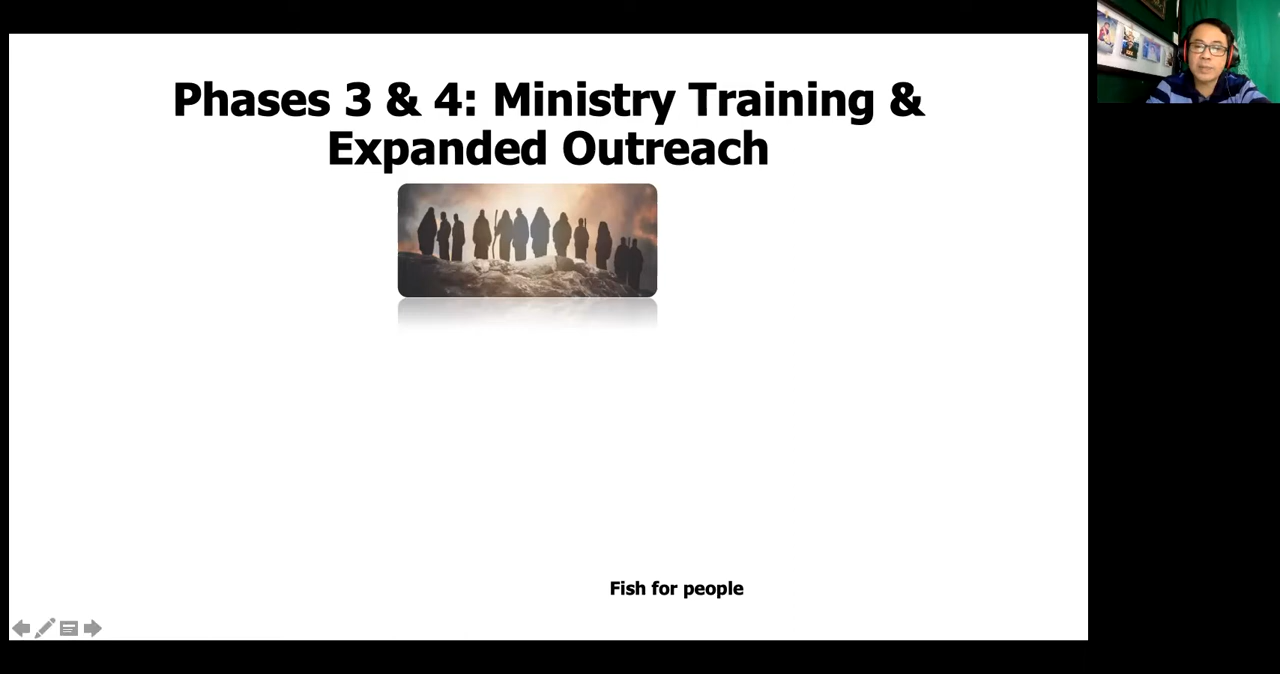 Phases 3 & 4: Ministry Training &
Expanded Outreach
Fish for people